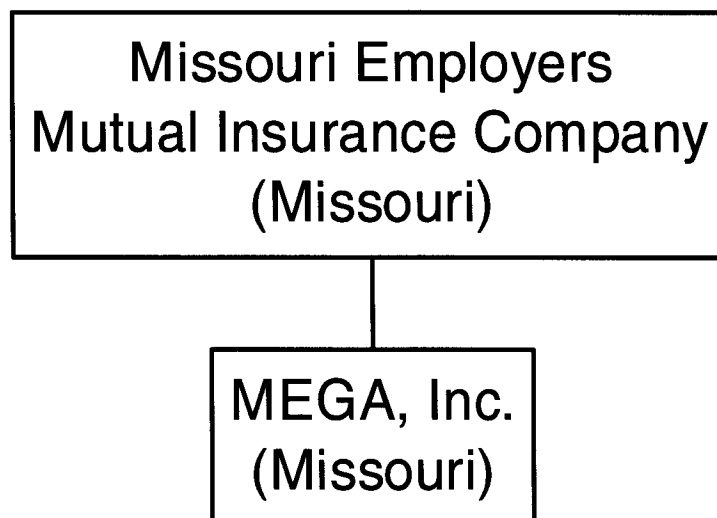 Missouri Employers
Mutual Insurance Company
(Missouri)
MEGA, Inc.
(Missouri)